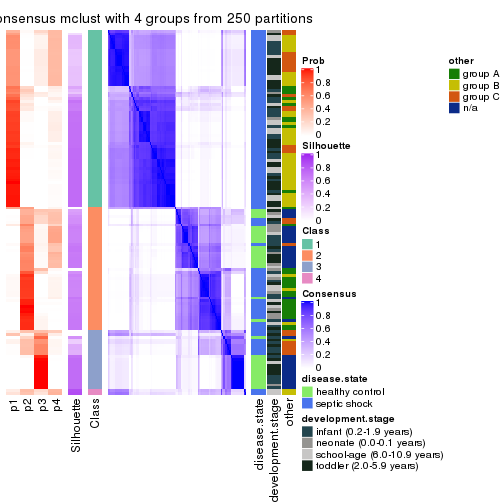 onsensus mclust with 4 groups from 250 partitions
Prob
1
0.8
0.6
0.4
0.2
0
Silhouette
1
0.8
0.6
0.4
0.2
0
Class
1
2
3
4
Consensus
1
0.8
0.6
0.4
0.2
0
disease.state
healthy control
septic shock
development.stage
infant (0.2-1.9 years)
neonate (0.0-0.1 years)
school-age (6.0-10.9 years)
toddler (2.0-5.9 years)
other
group A
group B
group C
n/a
p1
p2
p3
p4
Silhouette
Class
disease.state
development.stage
other